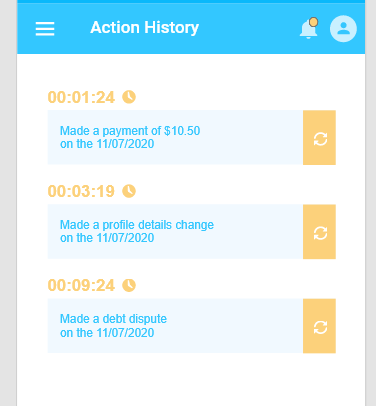 Action History
00:01:24
Made a payment of $10.50
on the 11/07/2020
00:03:19
Made a profile details change
on the 11/07/2020
00:09:24
Made a debt dispute
on the 11/07/2020